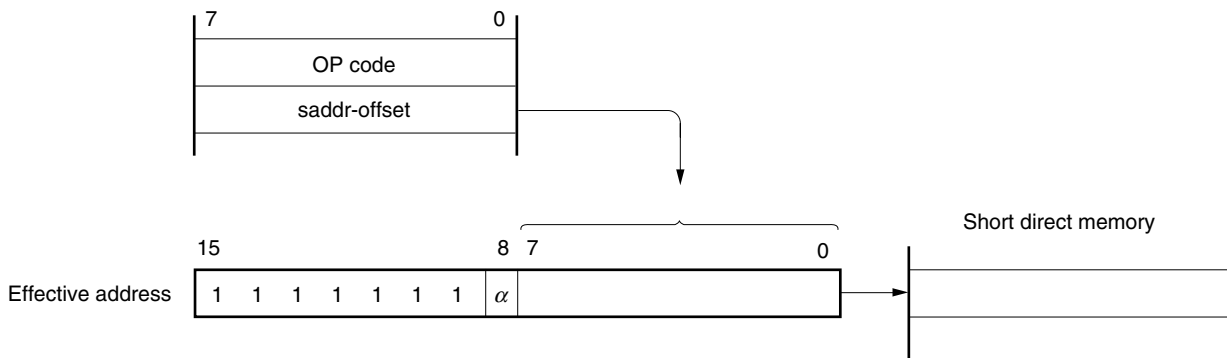 7 0
OP code
saddr-offset
Short direct memory
15 8 7 0
Effective address 1 1 1 1 1 1 1 α